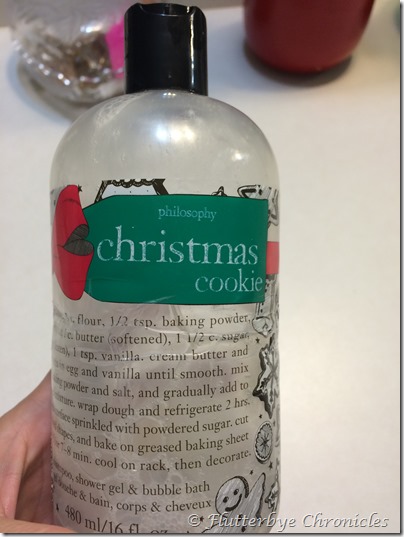 philosophy
christmas
cookie
flour, 1/2 tsp. baking powder,
c. butter (softened), 1 1/2 c. sugar,
1 tsp. vanilla. cream butter and
egg and vanilla until smooth. mix
powder and salt, and gradually add to
wrap dough and refrigerate 2 hrs.
sprinkled with powdered sugar. cut
and bake on greased baking sheet
7-8 min. cool on rack, then decorate.
shower gel & bubble bath
& bain, corps & cheveux
480 ml/16 fl.
© Flutterbye Chronicles